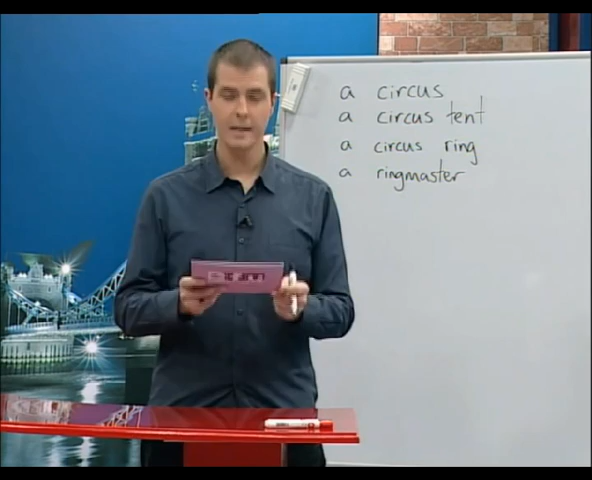 a circus
a circus tent
a circus ring
a ringmaster